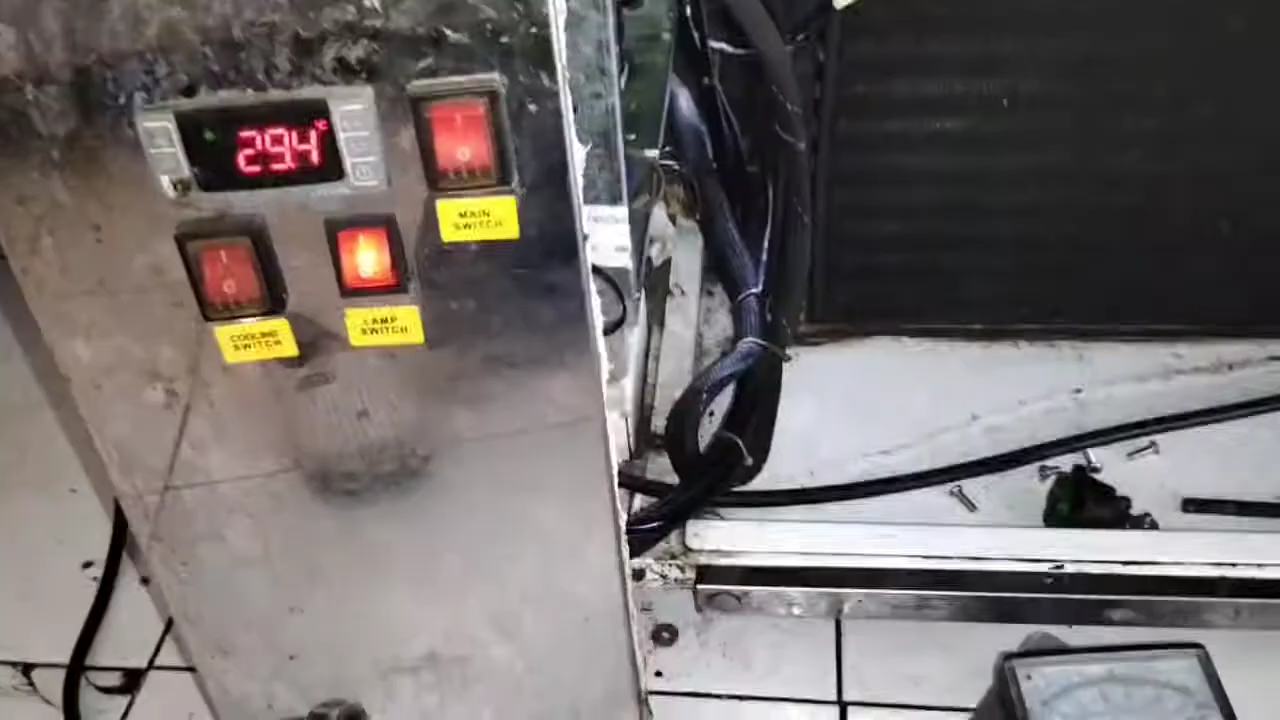 29.4 °C
I
O
MAIN
SWITCH
I
O
COOLING
SWITCH
LAMP
SWITCH